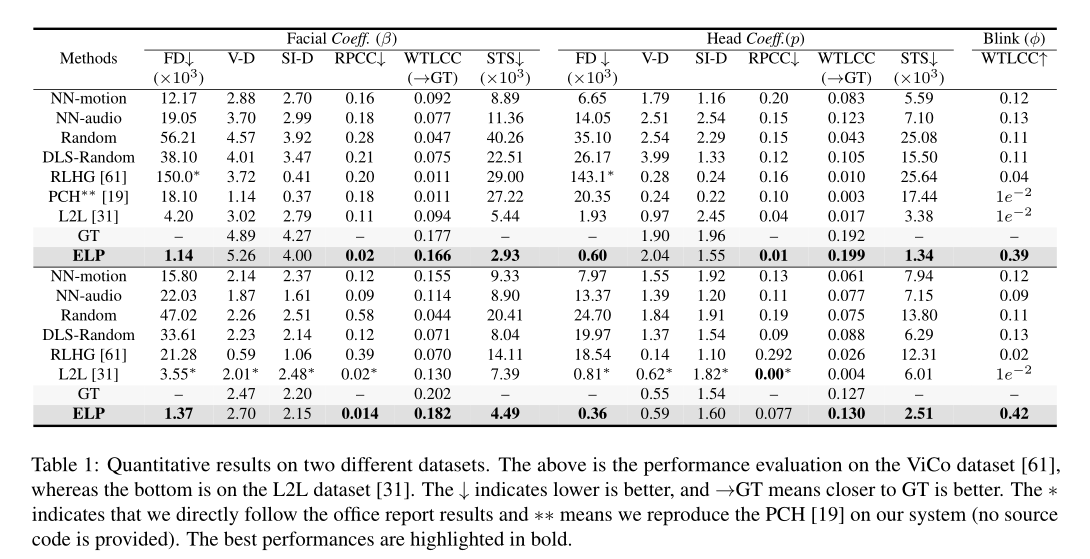 Facial Coeff. (β) Head Coeff.(p) Blink (ϕ)
Methods FD↓ V-D SI-D RPCC↓ WTLCC STS↓ FD↓ V-D SI-D RPCC↓ WTLCC STS↓ WTLCC↑
(×10³) (→GT) (×10³) (×10³) (→GT) (×10³)
NN-motion 12.17 2.88 2.70 0.16 0.092 8.89 6.65 1.79 1.16 0.20 0.083 5.59 0.12
NN-audio 19.05 3.70 2.99 0.18 0.077 11.36 14.05 2.51 2.54 0.15 0.123 7.10 0.13
Random 56.21 4.57 3.92 0.28 0.047 40.26 35.10 2.54 2.29 0.15 0.043 25.08 0.11
DLS-Random 38.10 4.01 3.47 0.21 0.075 22.51 26.17 3.99 1.33 0.12 0.105 15.50 0.11
RLHG [61] 150.0* 3.72 0.41 0.20 0.011 29.00 143.1* 0.28 0.24 0.16 0.010 25.64 0.04
PCH** [19] 18.10 1.14 0.37 0.18 0.011 27.22 20.35 0.24 0.22 0.10 0.003 17.44 1e⁻²
L2L [31] 4.20 3.02 2.79 0.11 0.094 5.44 1.93 0.97 2.45 0.04 0.017 3.38 1e⁻²
GT – 4.89 4.27 – 0.177 – – 1.90 1.96 – 0.192 – –
ELP 1.14 5.26 4.00 0.02 0.166 2.93 0.60 2.04 1.55 0.01 0.199 1.34 0.39
NN-motion 15.80 2.14 2.37 0.12 0.155 9.33 7.97 1.55 1.92 0.13 0.061 7.94 0.12
NN-audio 22.03 1.87 1.61 0.09 0.114 8.90 13.37 1.39 1.20 0.11 0.077 7.15 0.09
Random 47.02 2.26 2.51 0.58 0.044 20.41 24.70 1.84 1.91 0.19 0.075 13.80 0.11
DLS-Random 33.61 2.23 2.14 0.12 0.071 8.04 19.97 1.37 1.54 0.09 0.088 6.29 0.13
RLHG [61] 21.28 0.59 1.06 0.39 0.070 14.11 18.54 0.14 1.10 0.292 0.026 12.31 0.02
L2L [31] 3.55* 2.01* 2.48* 0.02* 0.130 7.39 0.81* 0.62* 1.82* 0.00* 0.004 6.01 1e⁻²
GT – 2.47 2.20 – 0.202 – – 0.55 1.54 – 0.127 – –
ELP 1.37 2.70 2.15 0.014 0.182 4.49 0.36 0.59 1.60 0.077 0.130 2.51 0.42
Table 1: Quantitative results on two different datasets. The above is the performance evaluation on the ViCo dataset [61],
whereas the bottom is on the L2L dataset [31]. The ↓ indicates lower is better, and →GT means closer to GT is better. The *
indicates that we directly follow the office report results and ** means we reproduce the PCH [19] on our system (no source
code is provided). The best performances are highlighted in bold.